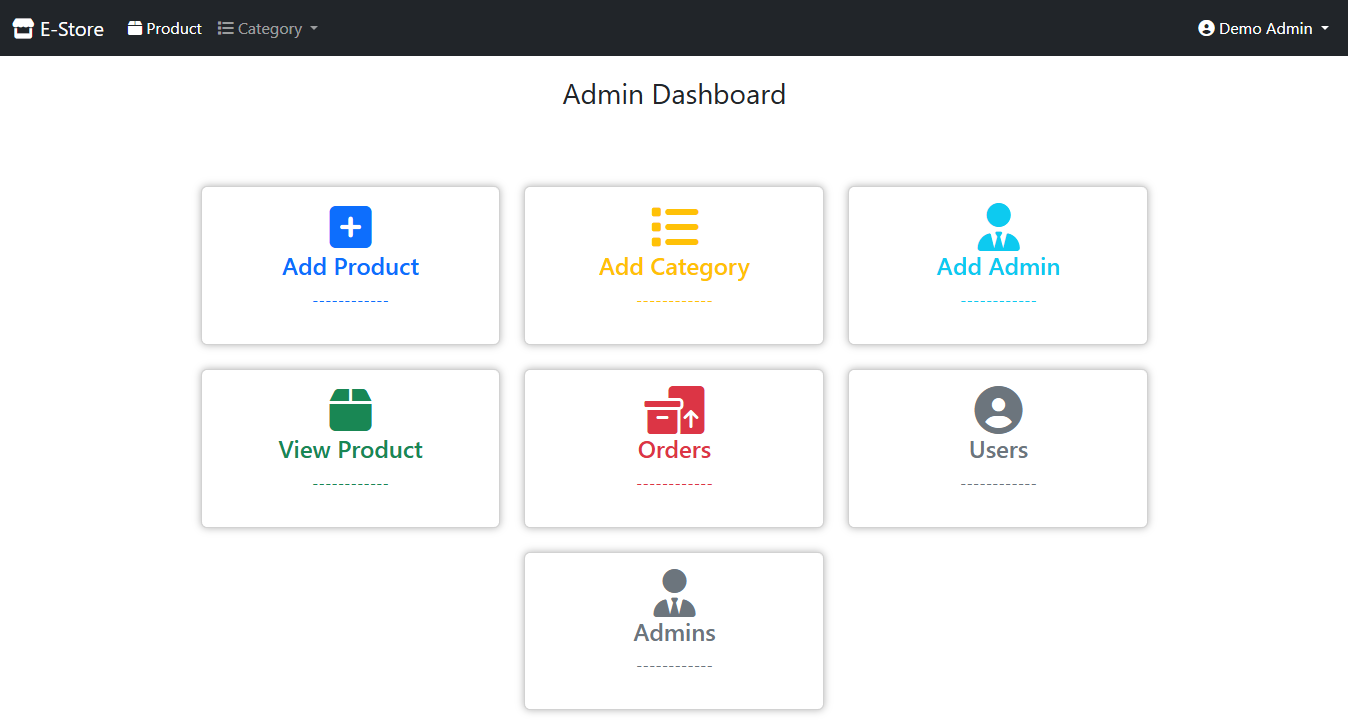 E-Store Product Category Demo Admin
Admin Dashboard
Add Product Add Category Add Admin
------------ ------------ ------------
View Product Orders Users
------------ ------------ ------------
Admins
------------